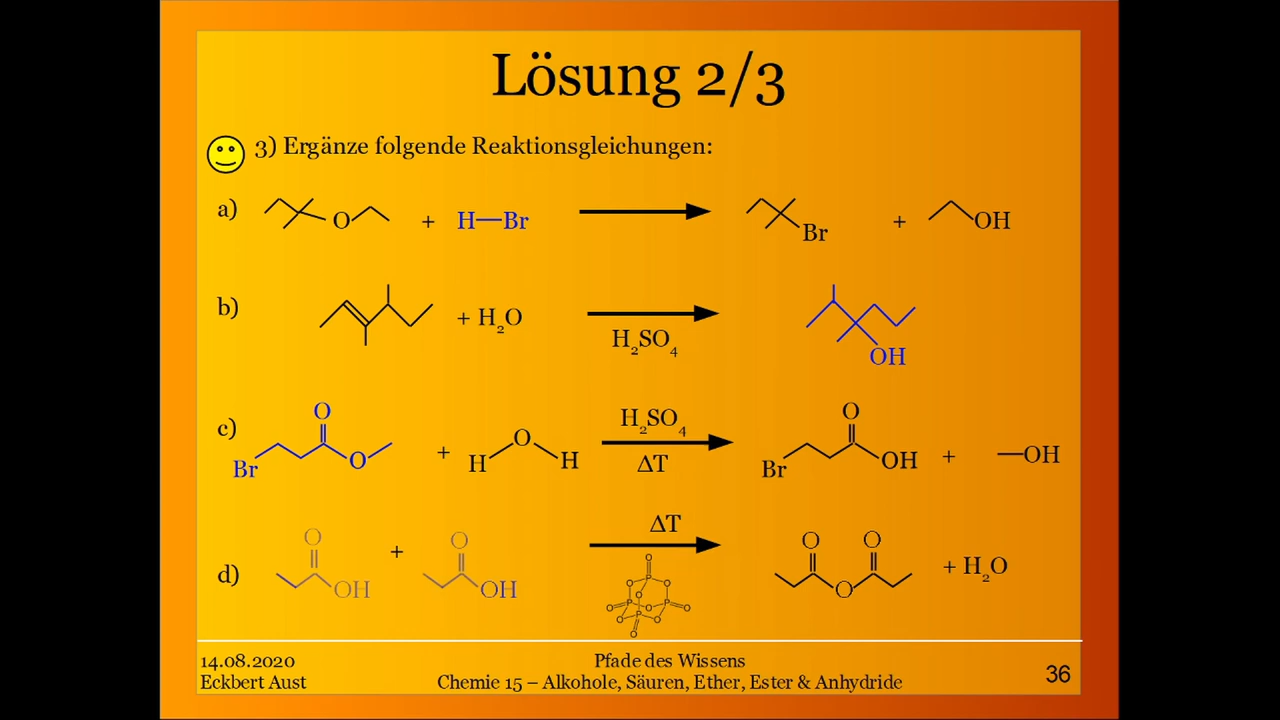 Lösung 2/3
3) Ergänze folgende Reaktionsgleichungen:
a) O + H—Br Br + OH
b) + H₂O H₂SO₄ OH
c) Br O O + H O H H₂SO₄ ΔT Br O OH + —OH
d) O OH + O OH ΔT O O O + H₂O
O
O P O
O O P O P O
O P O
O
14.08.2020
Eckbert Aust
Pfade des Wissens
Chemie 15 – Alkohole, Säuren, Ether, Ester & Anhydride
36